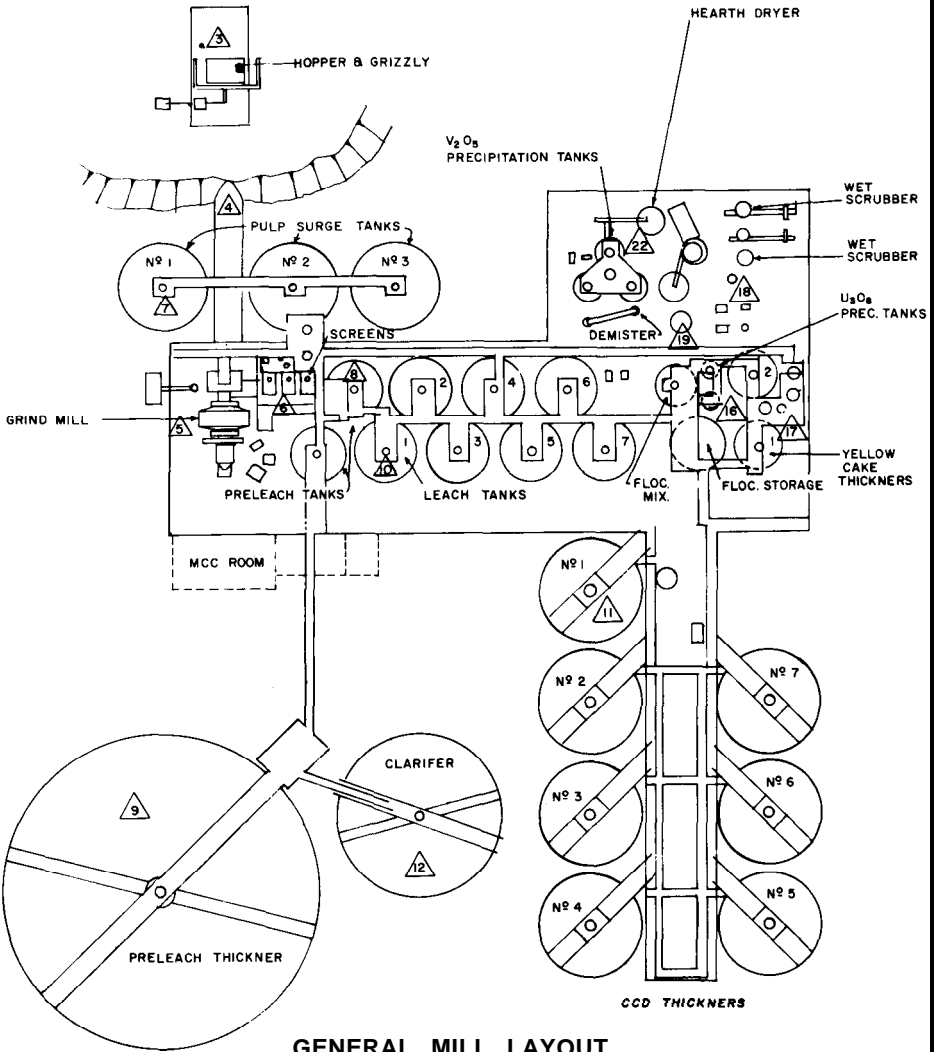 HEARTH DRYER
3
HOPPER & GRIZZLY
V₂O₅
PRECIPITATION TANKS
WET
SCRUBBER
4
PULP SURGE TANKS
22
WET
SCRUBBER
Nº 1
Nº 2
Nº 3
7
18
U₃O₈
PREC. TANKS
SCREENS
DEMISTER
19
8
2
4
6
2
6
16
GRIND MILL
5
17
1
3
5
7
1
10
YELLOW
CAKE
THICKNERS
PRELEACH TANKS
LEACH TANKS
FLOC.
MIX.
FLOC. STORAGE
MCC ROOM
Nº 1
11
Nº 2
Nº 7
CLARIFER
9
Nº 3
Nº 6
12
Nº 4
Nº 5
PRELEACH THICKNER
CCD THICKNERS
GENERAL MILL LAYOUT